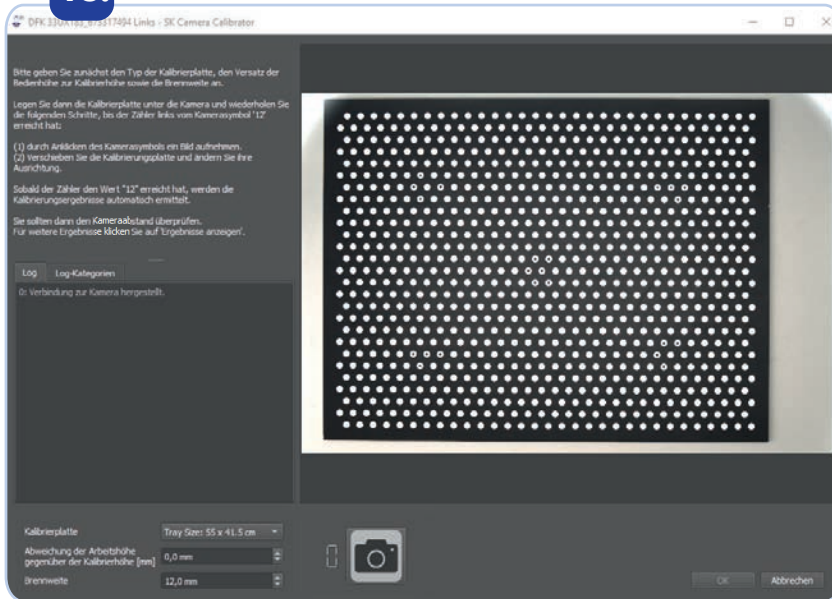 DFK 33UX183_675317494 Links - SK Camera Calibrator
Bitte geben Sie zunächst den Typ der Kalibrierplatte, den Versatz der
Bedienhöhe zur Kalibrierhöhe sowie die Brennweite an.
Legen Sie dann die Kalibrierplatte unter die Kamera und wiederholen Sie
die folgenden Schritte, bis der Zähler links vom Kamerasymbol '12'
erreicht hat:
(1) durch Anklicken des Kamerasymbols ein Bild aufnehmen.
(2) Verschieben Sie die Kalibrierungsplatte und ändern Sie ihre
Ausrichtung.
Sobald der Zähler den Wert "12" erreicht hat, werden die
Kalibrierungsergebnisse automatisch ermittelt.
Sie sollten dann den Kameraabstand überprüfen.
Für weitere Ergebnisse klicken Sie auf 'Ergebnisse anzeigen'.
Log Log-Kategorien
0: Verbindung zur Kamera hergestellt.
Kalibrierplatte Tray Size: 55 x 41.5 cm
Abweichung der Arbeitshöhe
gegenüber der Kalibrierhöhe [mm] 0,0 mm
Brennweite 12,0 mm
0
OK Abbrechen